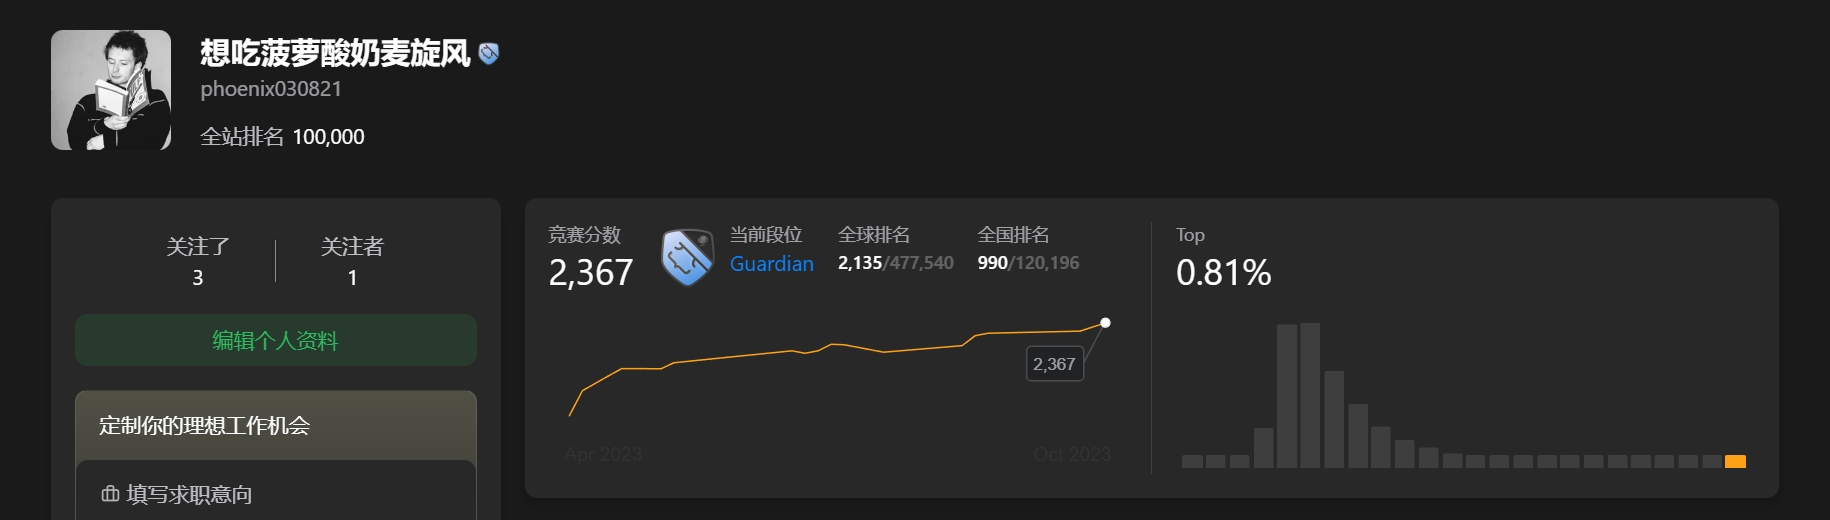 想吃菠萝酸奶麦旋风
phoenix030821
全站排名 100,000
关注了
3
关注者
1
编辑个人资料
定制你的理想工作机会
填写求职意向
竞赛分数
2,367
当前段位
Guardian
全球排名
2,135/477,540
全国排名
990/120,196
2,367
Apr 2023
Oct 2023
Top
0.81%